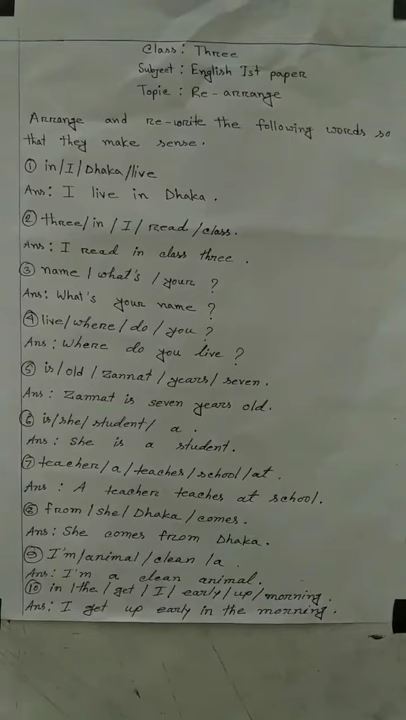 Class: Three
Subject : English Ist paper
Topic : Re - arrange
Arrange and re-write the following words so
that they make sense.
① in/I/Dhaka/live
Ans: I live in Dhaka.
② three/in/I/read/class.
Ans: I read in class three.
③ name/what's/your?
Ans: What's your name?
④ live/where/do/you?
Ans: Where do you live?
⑤ is/old/Zannat/years/seven.
Ans: Zannat is seven years old.
⑥ is/she/student/a.
Ans: She is a student.
⑦ teacher/a/teaches/school/at.
Ans : A teacher teaches at school.
⑧ from/she/Dhaka/comes.
Ans: She comes from Dhaka.
⑨ I'm/animal/clean/a.
Ans: I'm a clean animal.
⑩ in/the/get/I/early/up/morning.
Ans: I get up early in the morning.